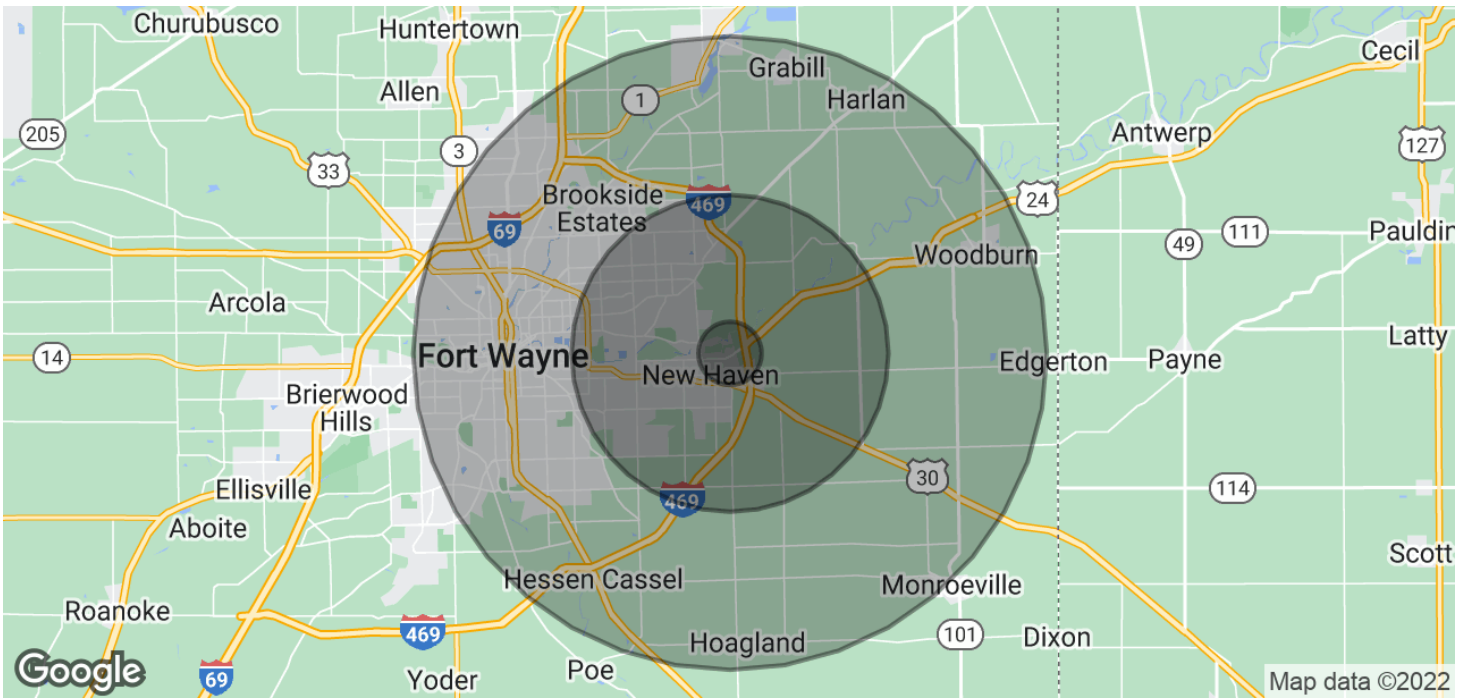 Churubusco
Huntertown
Cecil
Grabill
Allen
Harlan
1
205
Antwerp
127
3
33
Brookside
Estates
469
24
69
111
49
Pauldin
Woodburn
Arcola
Latty
14
Fort Wayne
Edgerton
Payne
New Haven
Brierwood
Hills
30
114
Ellisville
469
Aboite
Scott
Hessen Cassel
Monroeville
Roanoke
469
101
Dixon
Hoagland
Google
69
Yoder
Poe
Map data ©2022